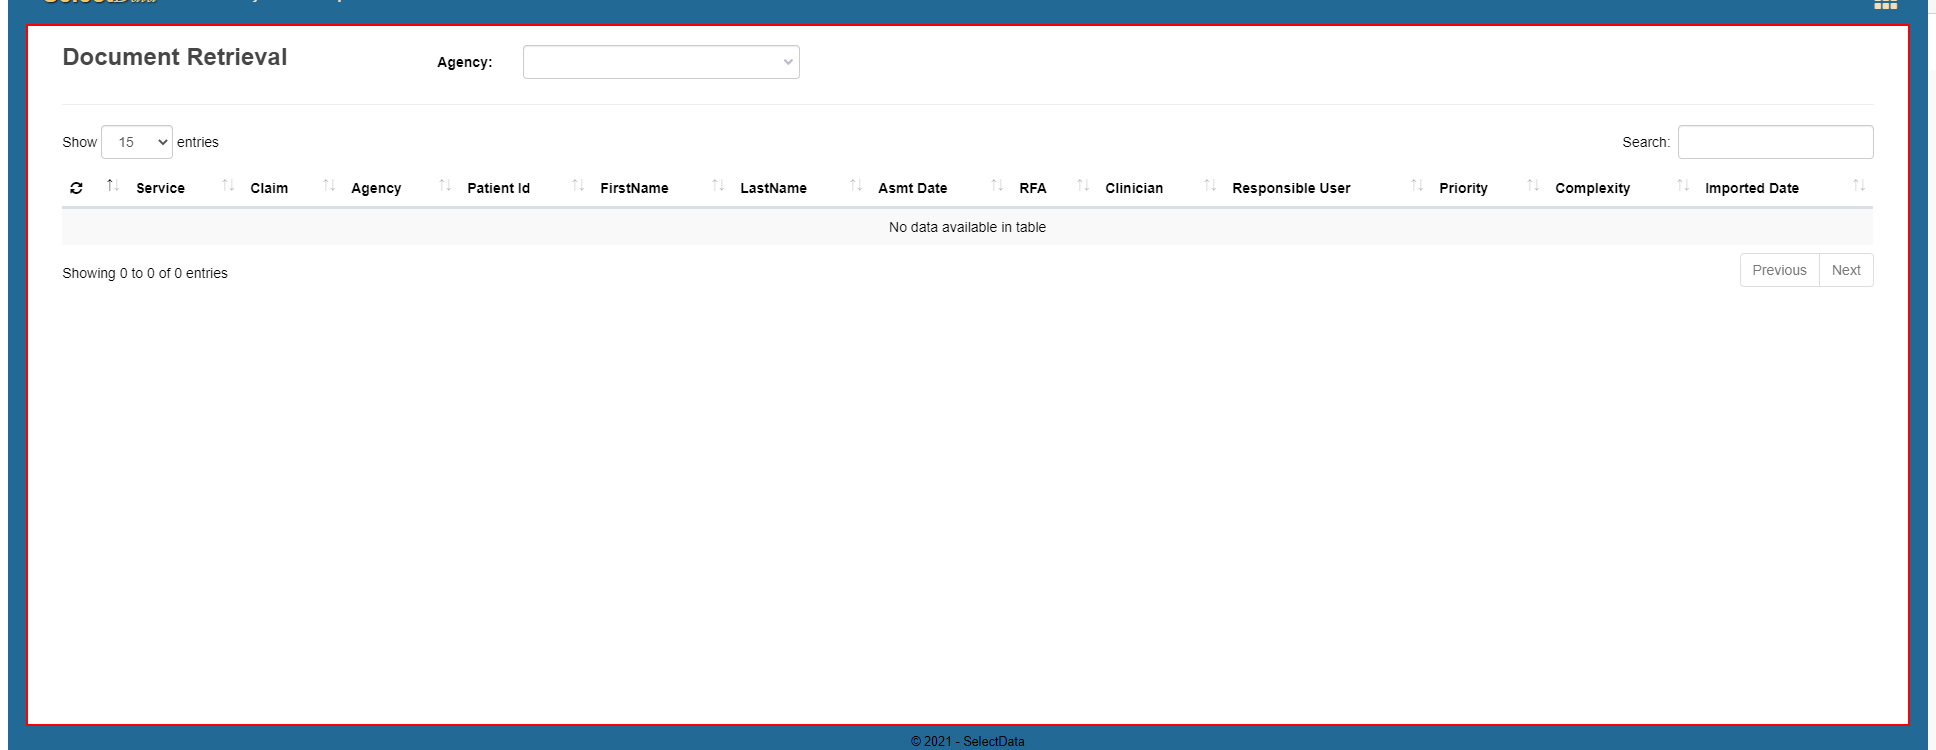 Document Retrieval
Agency:
Show 15 entries
Search:
Service Claim Agency Patient Id FirstName LastName Asmt Date RFA Clinician Responsible User Priority Complexity Imported Date
No data available in table
Showing 0 to 0 of 0 entries
Previous Next
© 2021 - SelectData